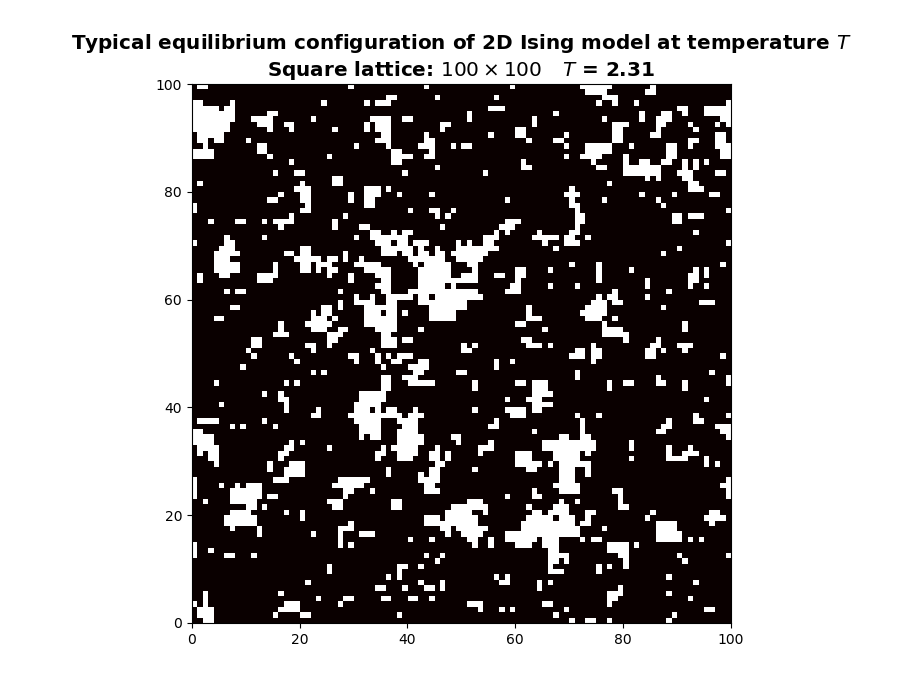 Typical equilibrium configuration of 2D Ising model at temperature T
Square lattice: 100 × 100 T = 2.31
100
80
60
40
20
0
0 20 40 60 80 100